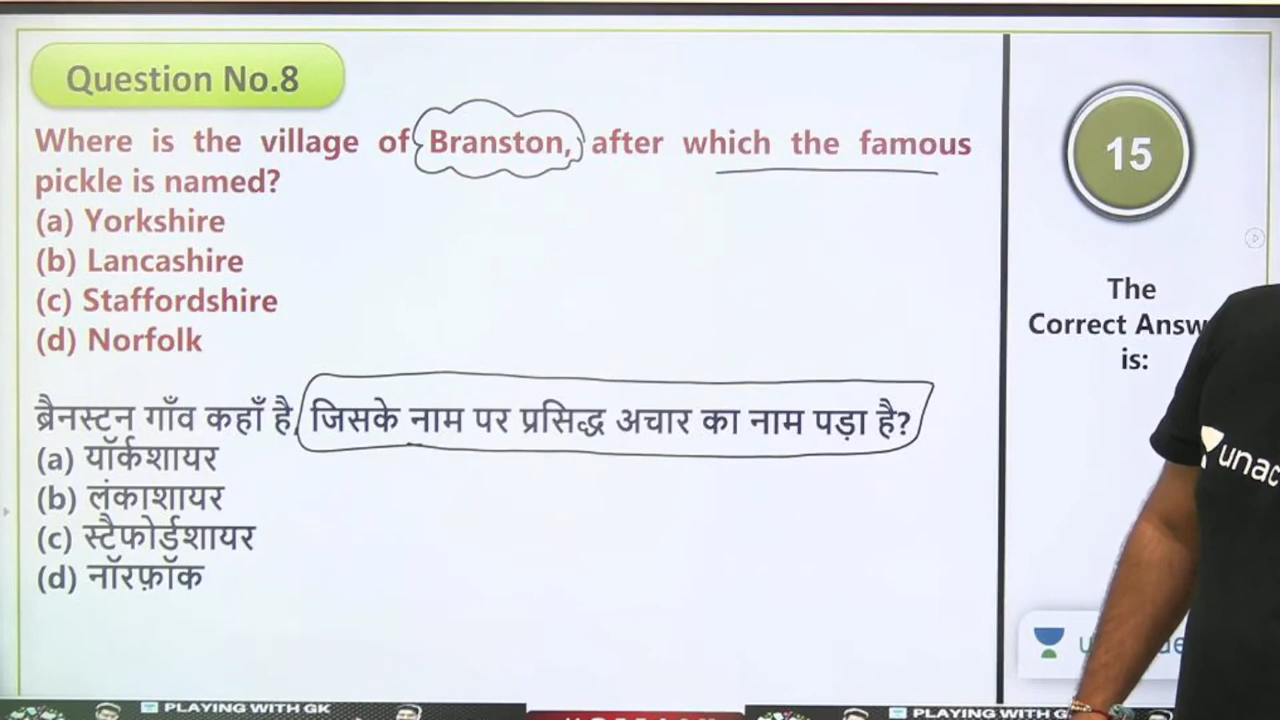 Question No.8
Where is the village of Branston, after which the famous
pickle is named?
(a) Yorkshire
(b) Lancashire
(c) Staffordshire
(d) Norfolk
ब्रैनस्टन गाँव कहाँ है, जिसके नाम पर प्रसिद्ध अचार का नाम पड़ा है?
(a) यॉर्कशायर
(b) लंकाशायर
(c) स्टैफोर्डशायर
(d) नॉरफ़ॉक
15
The
Correct Answ
is:
unac
PLAYING WITH GK
PLAYING WITH G